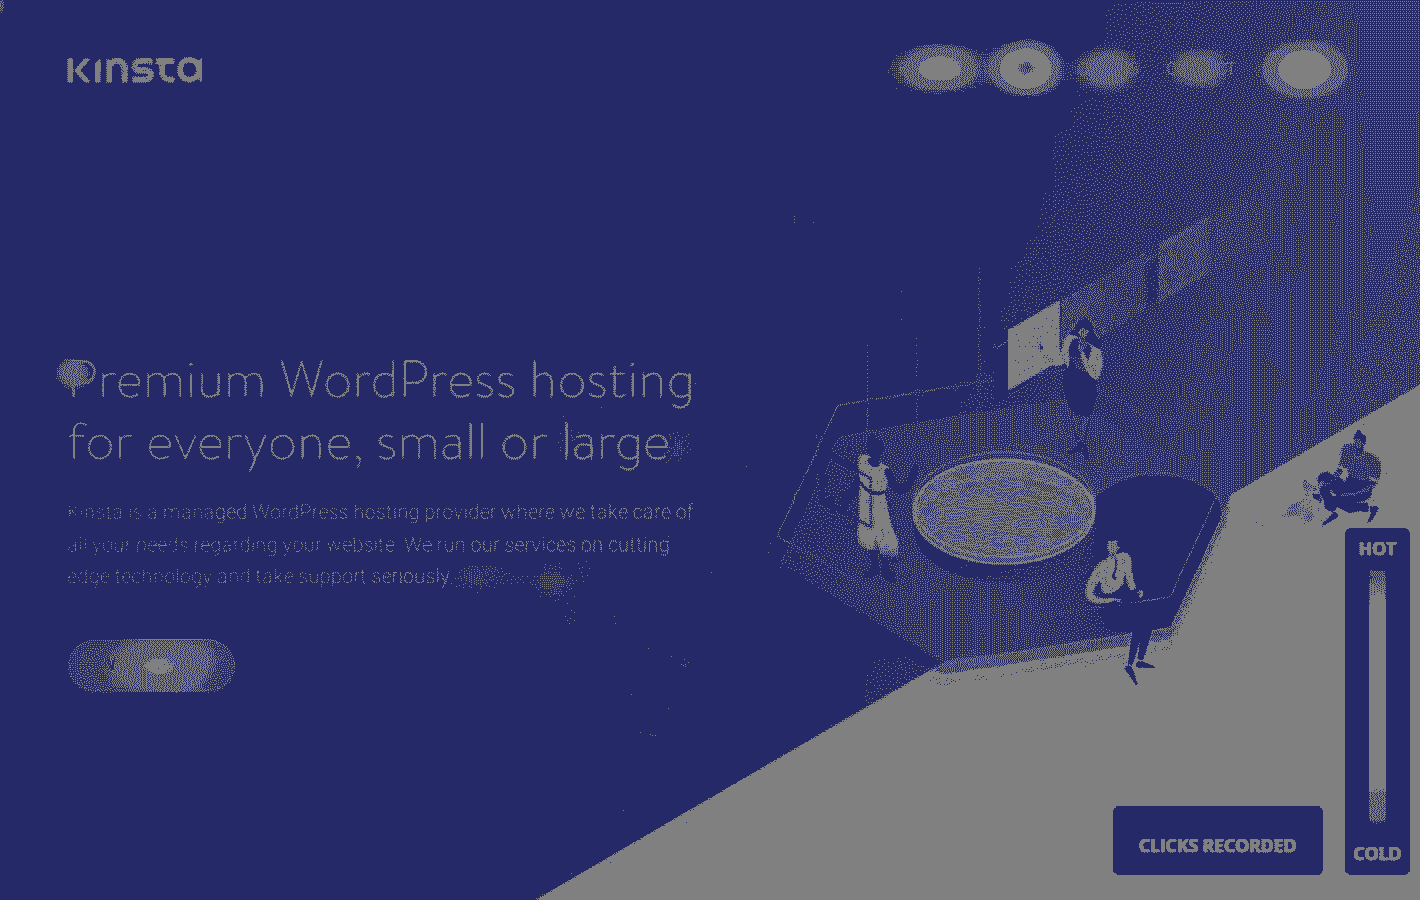 Kinsta
Premium WordPress hosting
for everyone, small or large
Kinsta is a managed WordPress hosting provider where we take care of
all your needs regarding your website. We run our services on cutting
edge technology and take support seriously.
HOT
COLD
CLICKS RECORDED